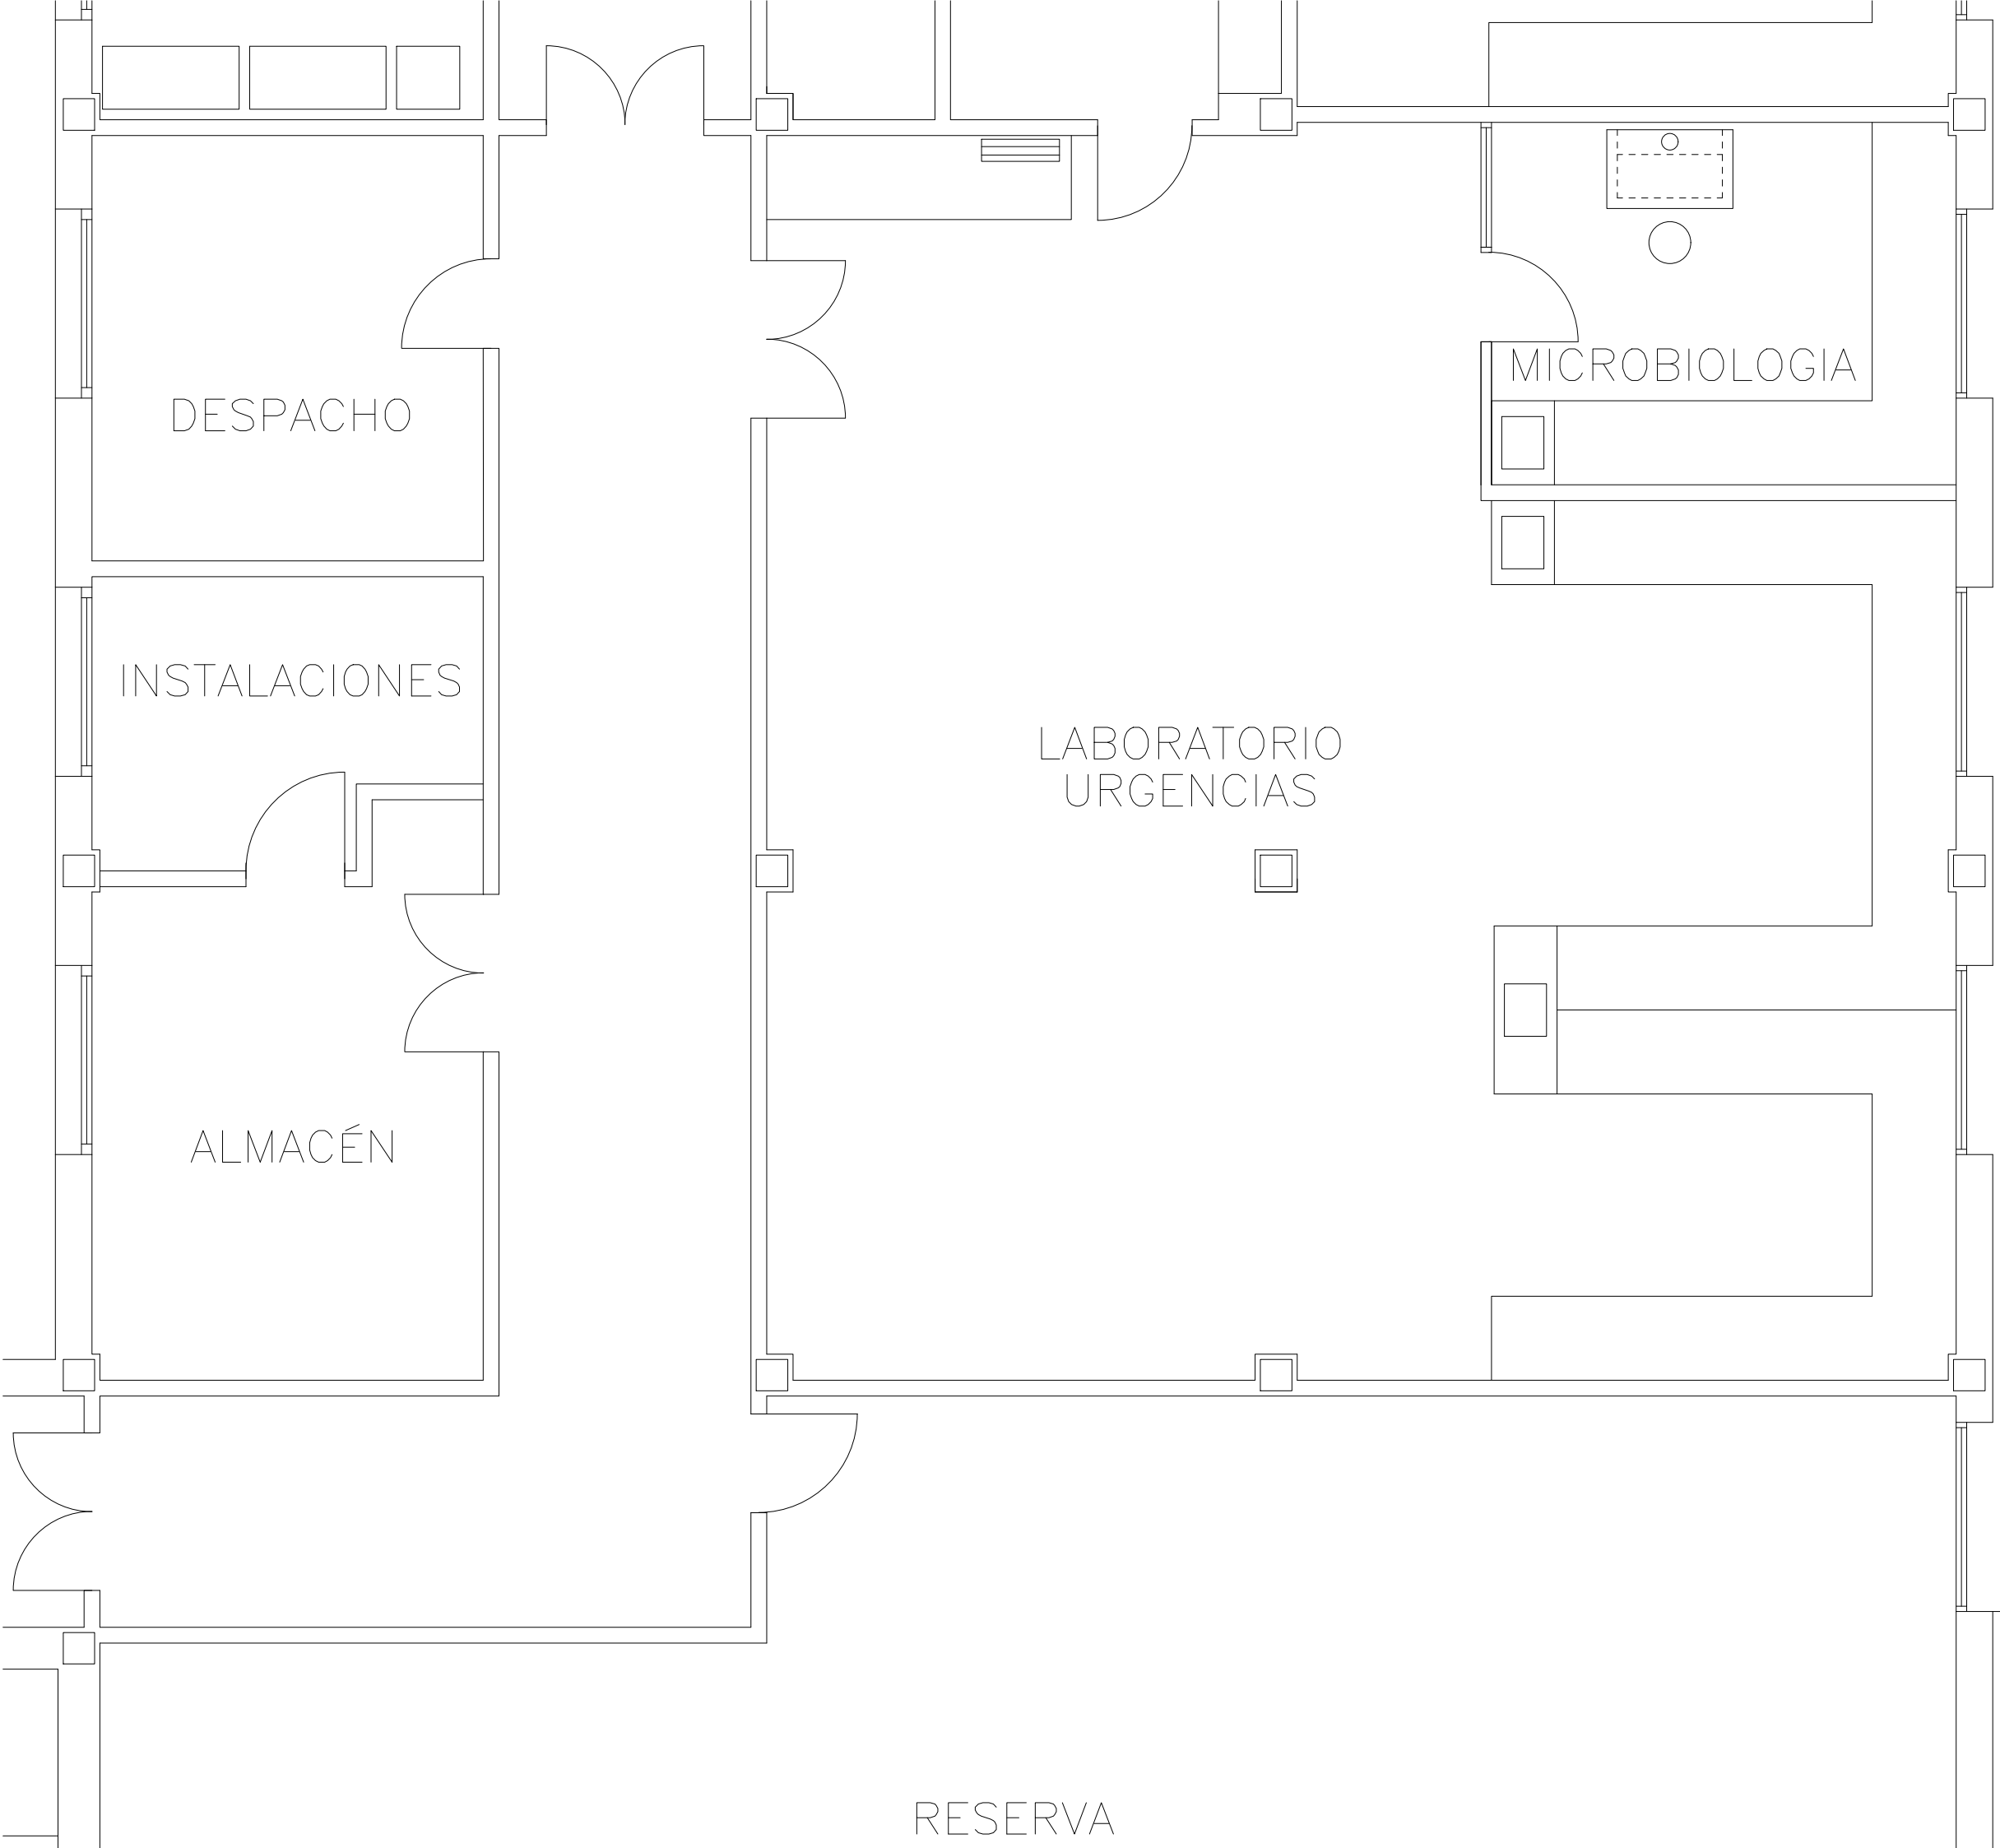 MICROBIOLOGIA
DESPACHO
INSTALACIONES
LABORATORIO
URGENCIAS
ALMACÉN
RESERVA